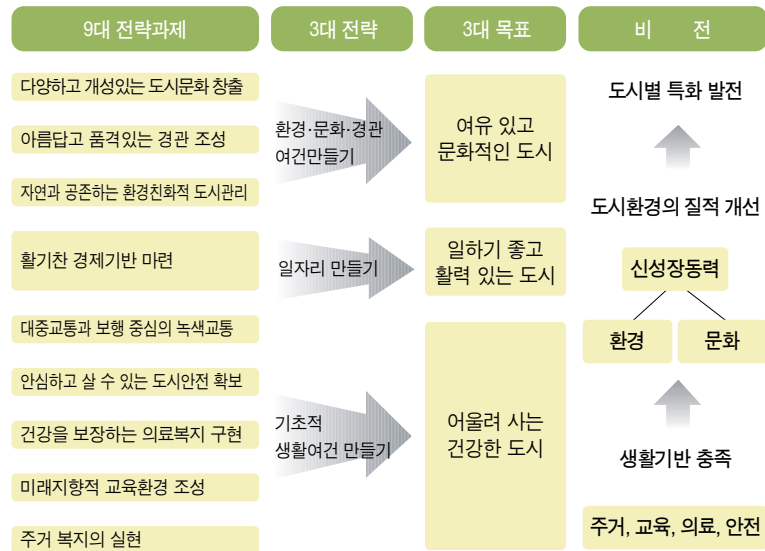 9대 전략과제
3대 전략
3대 목표
비 전
다양하고 개성있는 도시문화 창출
아름답고 품격있는 경관 조성
자연과 공존하는 환경친화적 도시관리
활기찬 경제기반 마련
대중교통과 보행 중심의 녹색교통
안심하고 살 수 있는 도시안전 확보
건강을 보장하는 의료복지 구현
미래지향적 교육환경 조성
주거 복지의 실현
환경·문화·경관
여건만들기
일자리 만들기
기초적
생활여건 만들기
여유 있고
문화적인 도시
일하기 좋고
활력 있는 도시
어울려 사는
건강한 도시
도시별 특화 발전
도시환경의 질적 개선
신성장동력
환경
문화
생활기반 충족
주거, 교육, 의료, 안전